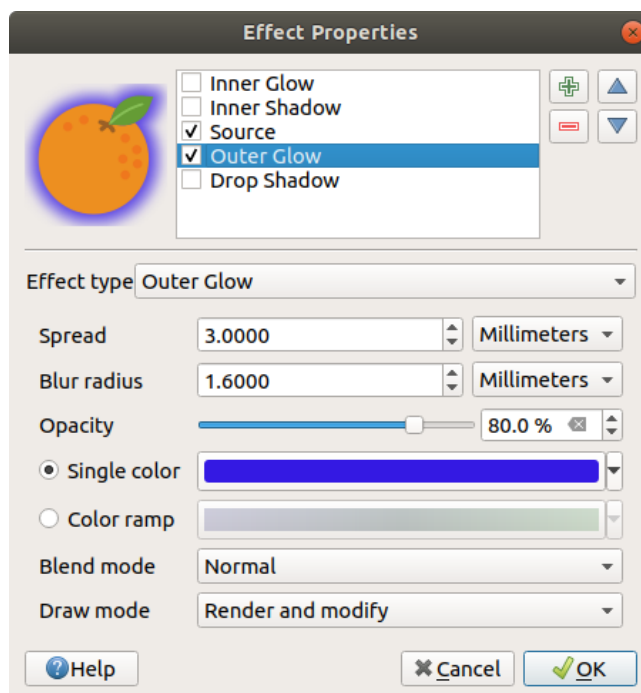 Effect Properties
Inner Glow
Inner Shadow
Source
Outer Glow
Drop Shadow
Effect type Outer Glow
Spread 3.0000 Millimeters
Blur radius 1.6000 Millimeters
Opacity 80.0 %
Single color
Color ramp
Blend mode Normal
Draw mode Render and modify
?Help Cancel OK